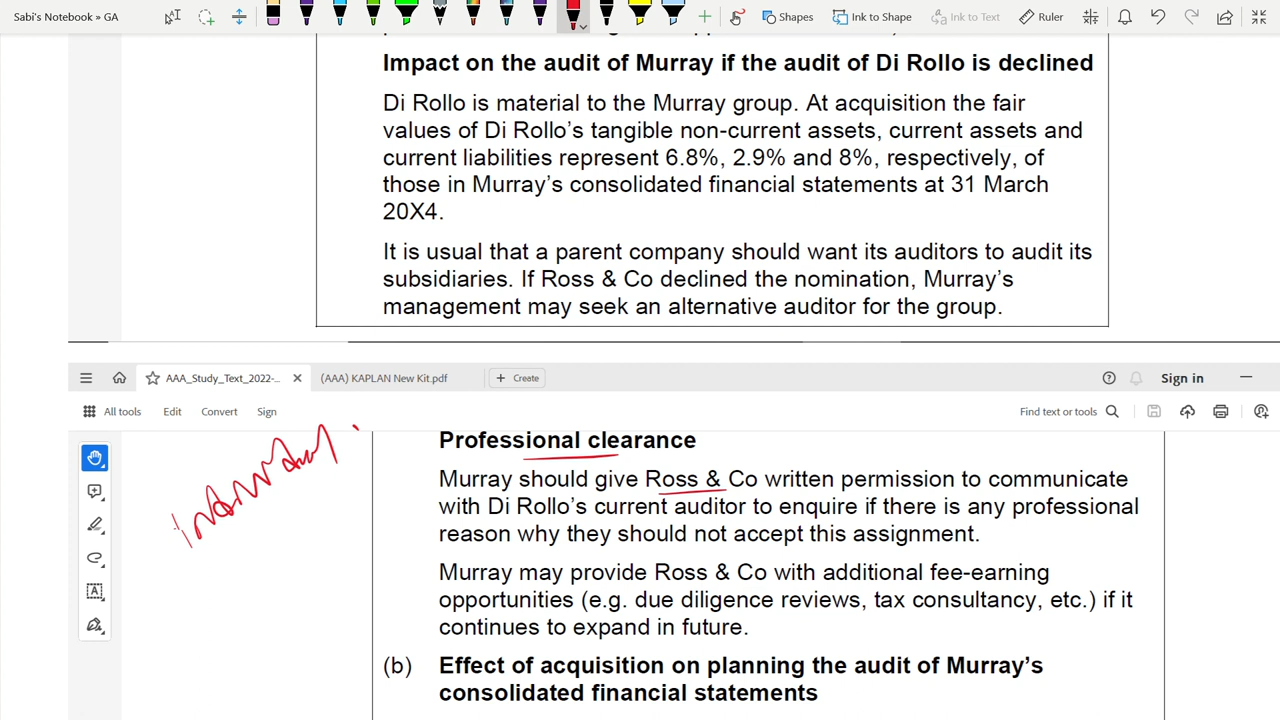 Sabi's Notebook » GA
Shapes
Ink to Shape
Ink to Text
Ruler
Impact on the audit of Murray if the audit of Di Rollo is declined
Di Rollo is material to the Murray group. At acquisition the fair
values of Di Rollo's tangible non-current assets, current assets and
current liabilities represent 6.8%, 2.9% and 8%, respectively, of
those in Murray's consolidated financial statements at 31 March
20X4.
It is usual that a parent company should want its auditors to audit its
subsidiaries. If Ross & Co declined the nomination, Murray's
management may seek an alternative auditor for the group.
AAA_Study_Text_2022-...
(AAA) KAPLAN New Kit.pdf
Create
Sign in
All tools
Edit
Convert
Sign
Find text or tools
Professional clearance
Murray should give Ross & Co written permission to communicate
with Di Rollo's current auditor to enquire if there is any professional
reason why they should not accept this assignment.
Murray may provide Ross & Co with additional fee-earning
opportunities (e.g. due diligence reviews, tax consultancy, etc.) if it
continues to expand in future.
(b) Effect of acquisition on planning the audit of Murray's
consolidated financial statements